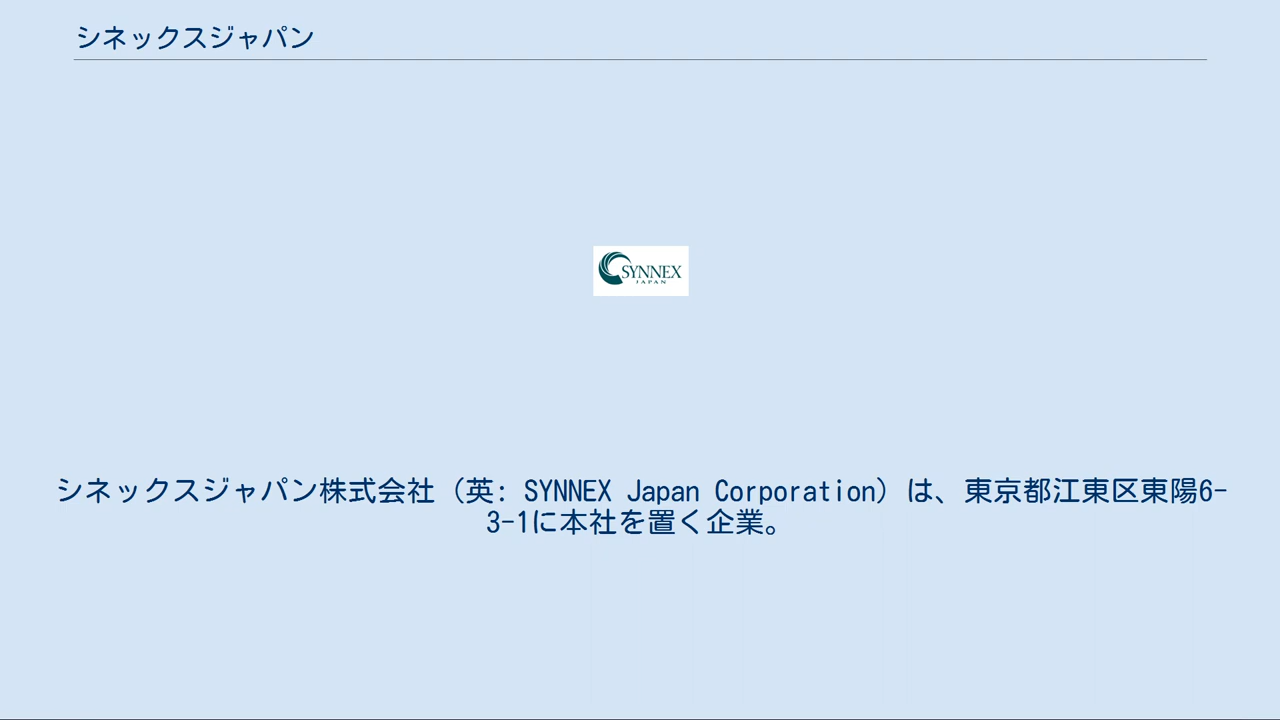 シネックスジャパン
SYNNEX
JAPAN
シネックスジャパン株式会社（英: SYNNEX Japan Corporation）は、東京都江東区東陽6-
3-1に本社を置く企業。